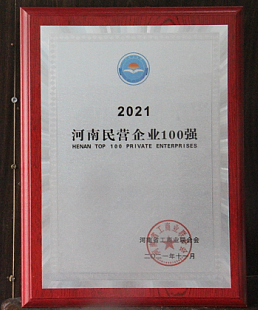 2021
河南民营企业100强
HENAN TOP 100 PRIVATE ENTERPRISES
河南省工商业联合会
二〇二一年十一月